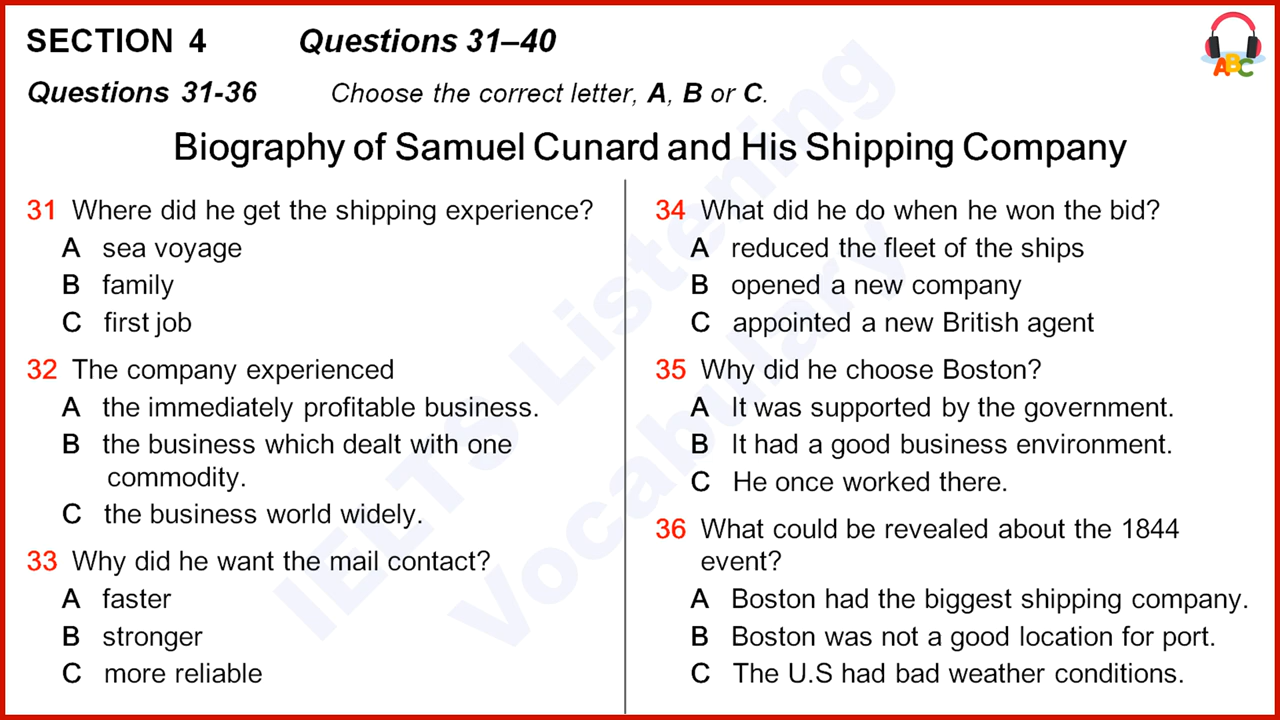 SECTION 4 Questions 31–40
Questions 31-36 Choose the correct letter, A, B or C.
Biography of Samuel Cunard and His Shipping Company
31 Where did he get the shipping experience?
A sea voyage
B family
C first job
32 The company experienced
A the immediately profitable business.
B the business which dealt with one
commodity.
C the business world widely.
33 Why did he want the mail contact?
A faster
B stronger
C more reliable
34 What did he do when he won the bid?
A reduced the fleet of the ships
B opened a new company
C appointed a new British agent
35 Why did he choose Boston?
A It was supported by the government.
B It had a good business environment.
C He once worked there.
36 What could be revealed about the 1844
event?
A Boston had the biggest shipping company.
B Boston was not a good location for port.
C The U.S had bad weather conditions.
IELTS Listening
Vocabulary
ABC